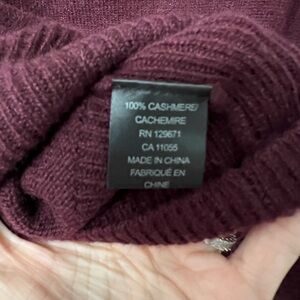 100% CASHMERE/
CACHEMIRE
RN 129671
CA 11055
MADE IN CHINA
FABRIQUÉ EN
CHINE